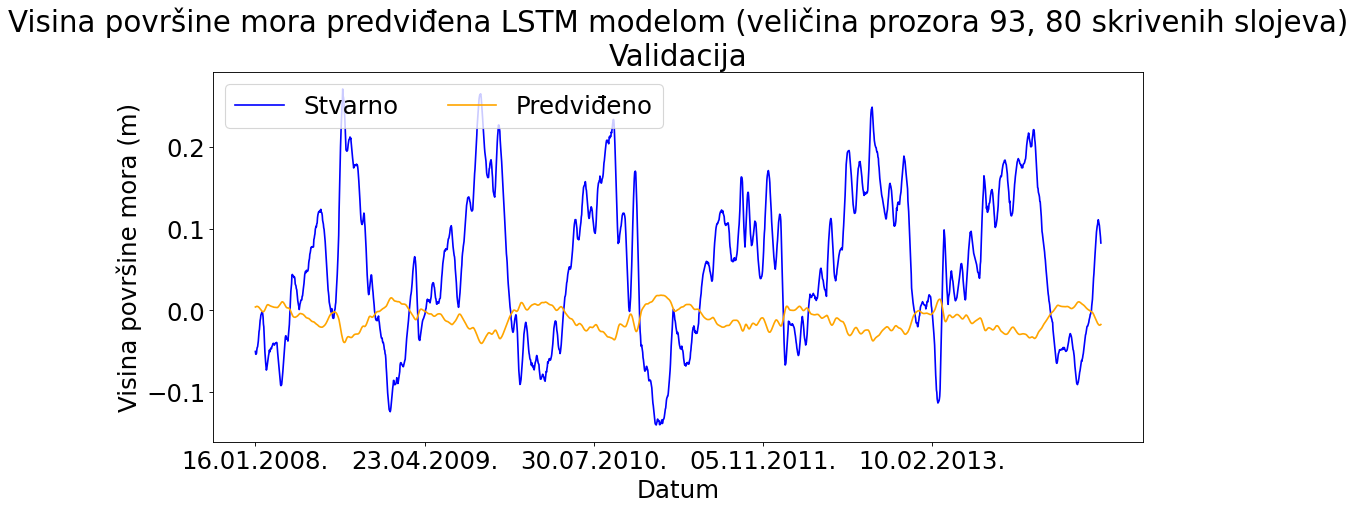 Visina površine mora predviđena LSTM modelom (veličina prozora 93, 80 skrivenih slojeva)
Validacija
Stvarno Predviđeno
Visina površine mora (m)
0.2
0.1
0.0
−0.1
16.01.2008. 23.04.2009. 30.07.2010. 05.11.2011. 10.02.2013.
Datum